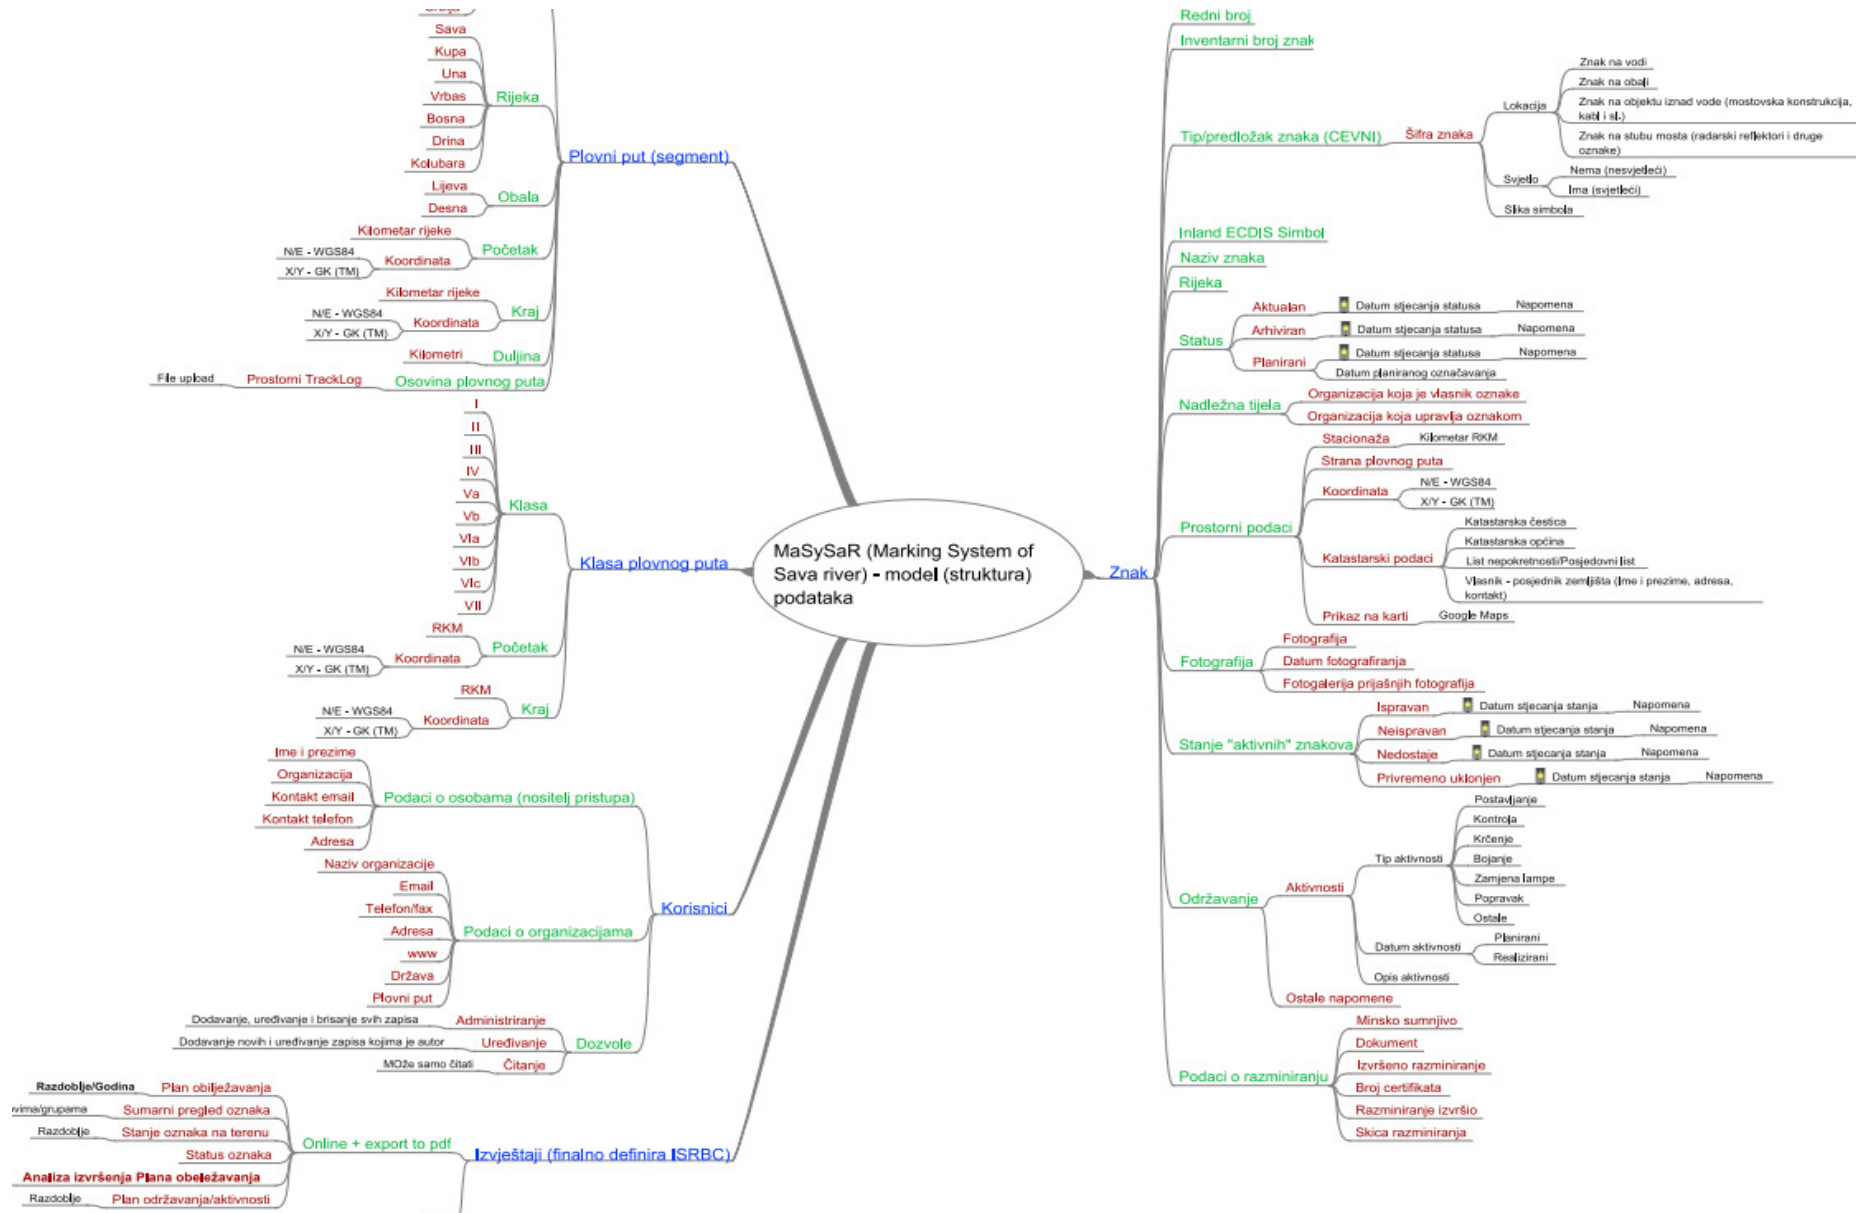 Sava
Kupa
Una
Vrbas
Bosna
Drina
Kolubara
Rijeka
Lijeva
Desna
Obala
Kilometar rijeke
N/E - WGS84
X/Y - GK (TM)
Koordinata
Početak
Kilometar rijeke
N/E - WGS84
X/Y - GK (TM)
Koordinata
Kraj
Kilometri
Duljina
File upload
Prostorni TrackLog
Osovina plovnog puta
Plovni put (segment)
I
II
III
IV
Va
Vb
VIa
VIb
VIc
VII
Klasa
RKM
N/E - WGS84
X/Y - GK (TM)
Koordinata
Početak
RKM
N/E - WGS84
X/Y - GK (TM)
Koordinata
Kraj
Klasa plovnog puta
Ime i prezime
Organizacija
Kontakt email
Kontakt telefon
Adresa
Podaci o osobama (nositelj pristupa)
Naziv organizacije
Email
Telefon/fax
Adresa
www
Država
Plovni put
Podaci o organizacijama
Dodavanje, uređivanje i brisanje svih zapisa
Administriranje
Dodavanje novih i uređivanje zapisa kojima je autor
Uređivanje
MOže samo čitati
Čitanje
Dozvole
Korisnici
Razdoblje/Godina
Plan obilježavanja
vima/grupama
Sumarni pregled oznaka
Razdoblje
Stanje oznaka na terenu
Status oznaka
Analiza izvršenja Plana obeležavanja
Razdoblje
Plan održavanja/aktivnosti
Online + export to pdf
Izvještaji (finalno definira ISRBC)
MaSySaR (Marking System of
Sava river) - model (struktura)
podataka
Znak
Redni broj
Inventarni broj znak
Tip/predložak znaka (CEVNI)
Šifra znaka
Lokacija
Znak na vodi
Znak na obali
Znak na objektu iznad vode (mostovska konstrukcija,
kabl i sl.)
Znak na stubu mosta (radarski reflektori i druge
oznake)
Svjetlo
Nema (nesvjetleći)
Ima (svjetleći)
Slika simbola
Inland ECDIS Simbol
Naziv znaka
Rijeka
Status
Aktualan
Datum stjecanja statusa
Napomena
Arhiviran
Datum stjecanja statusa
Napomena
Planirani
Datum stjecanja statusa
Napomena
Datum planiranog označavanja
Nadležna tijela
Organizacija koja je vlasnik oznake
Organizacija koja upravlja oznakom
Prostorni podaci
Stacionaža
Kilometar RKM
Strana plovnog puta
Koordinata
N/E - WGS84
X/Y - GK (TM)
Katastarski podaci
Katastarska čestica
Katastarska općina
List nepokretnosti/Posjedovni list
Vlasnik - posjednik zemljišta (Ime i prezime, adresa,
kontakt)
Prikaz na karti
Google Maps
Fotografija
Fotografija
Datum fotografiranja
Fotogalerija prijašnjih fotografija
Stanje "aktivnih" znakova
Ispravan
Datum stjecanja stanja
Napomena
Neispravan
Datum stjecanja stanja
Napomena
Nedostaje
Datum stjecanja stanja
Napomena
Privremeno uklonjen
Datum stjecanja stanja
Napomena
Održavanje
Aktivnosti
Tip aktivnosti
Postavljanje
Kontrola
Krčenje
Bojanje
Zamjena lampe
Popravak
Ostale
Datum aktivnosti
Planirani
Realizirani
Opis aktivnosti
Ostale napomene
Podaci o razminiranju
Minsko sumnjivo
Dokument
Izvršeno razminiranje
Broj certifikata
Razminiranje izvršio
Skica razminiranja